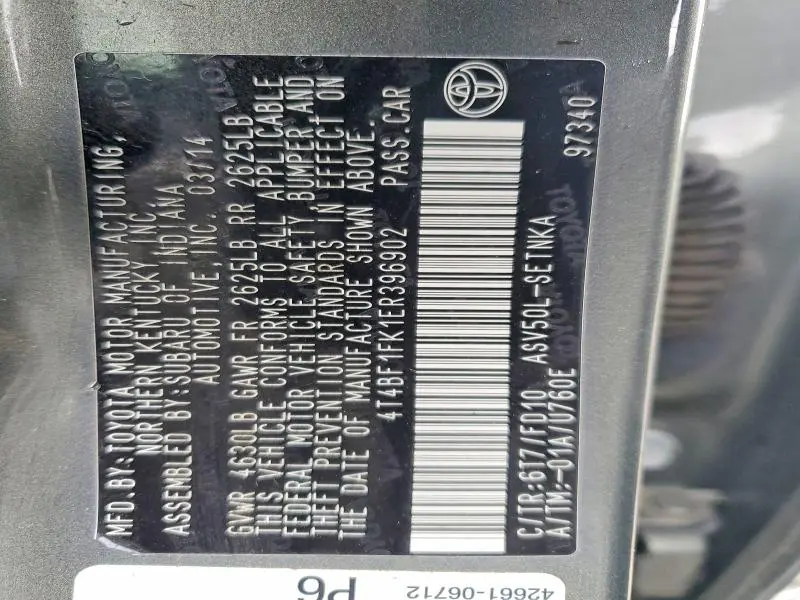 MFD.BY:TOYOTA MOTOR MANUFACTURING,
NORTHERN KENTUCKY INC.
ASSEMBLED BY:SUBARU OF INDIANA
AUTOMOTIVE,INC. 03/14
GVWR 4630LB GAWR FR 2625LB RR 2625LB
THIS VEHICLE CONFORMS TO ALL APPLICABLE
FEDERAL MOTOR VEHICLE SAFETY, BUMPER,AND
THEFT PREVENTION STANDARDS IN EFFECT ON
THE DATE OF MANUFACTURE SHOWN ABOVE.
4T4BF1FK1ER396902 PASS.CAR
C/TR:6T7/FD10 ASV50L-SETNKA
A/TM:-01A/U760E 97340
42661-06712
P6